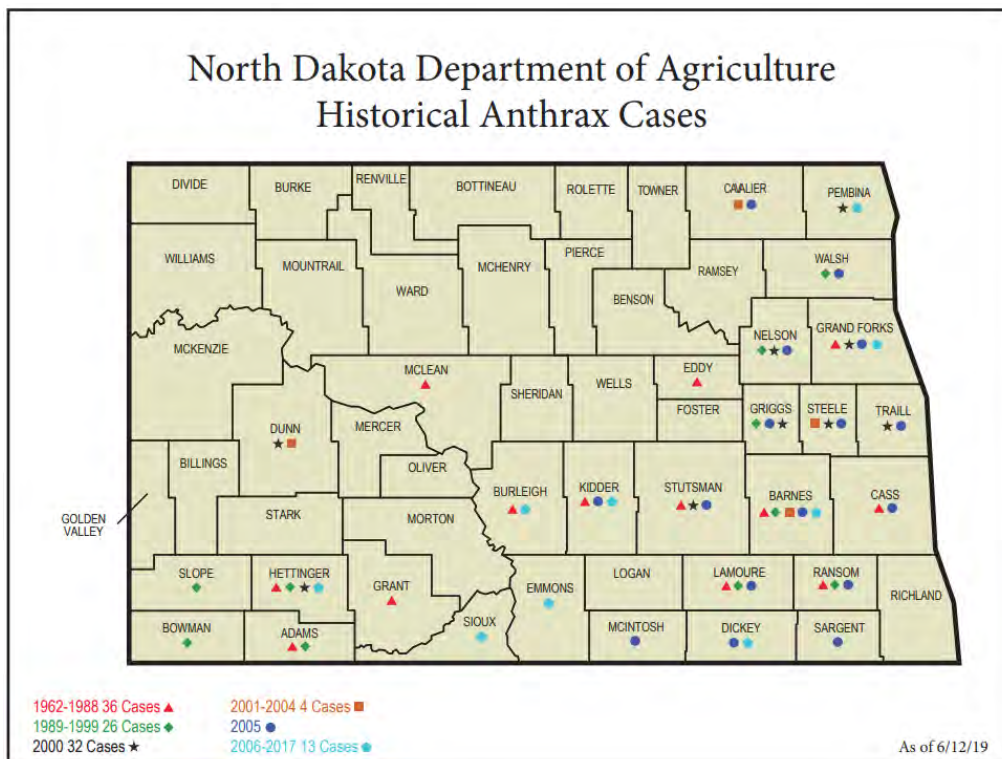 North Dakota Department of Agriculture
Historical Anthrax Cases
DIVIDE
BURKE
RENVILLE
BOTTINEAU
ROLETTE
TOWNER
CAVALIER
PEMBINA
WILLIAMS
MOUNTRAIL
WARD
MCHENRY
PIERCE
BENSON
RAMSEY
WALSH
MCKENZIE
NELSON
GRAND FORKS
MCLEAN
SHERIDAN
WELLS
EDDY
FOSTER
GRIGGS
STEELE
TRAILL
DUNN
MERCER
OLIVER
BILLINGS
GOLDEN
VALLEY
STARK
MORTON
BURLEIGH
KIDDER
STUTSMAN
BARNES
CASS
SLOPE
HETTINGER
GRANT
EMMONS
LOGAN
LAMOURE
RANSOM
RICHLAND
BOWMAN
ADAMS
SIOUX
MCINTOSH
DICKEY
SARGENT
1962-1988 36 Cases
1989-1999 26 Cases
2000 32 Cases
2001-2004 4 Cases
2005
2006-2017 13 Cases
As of 6/12/19